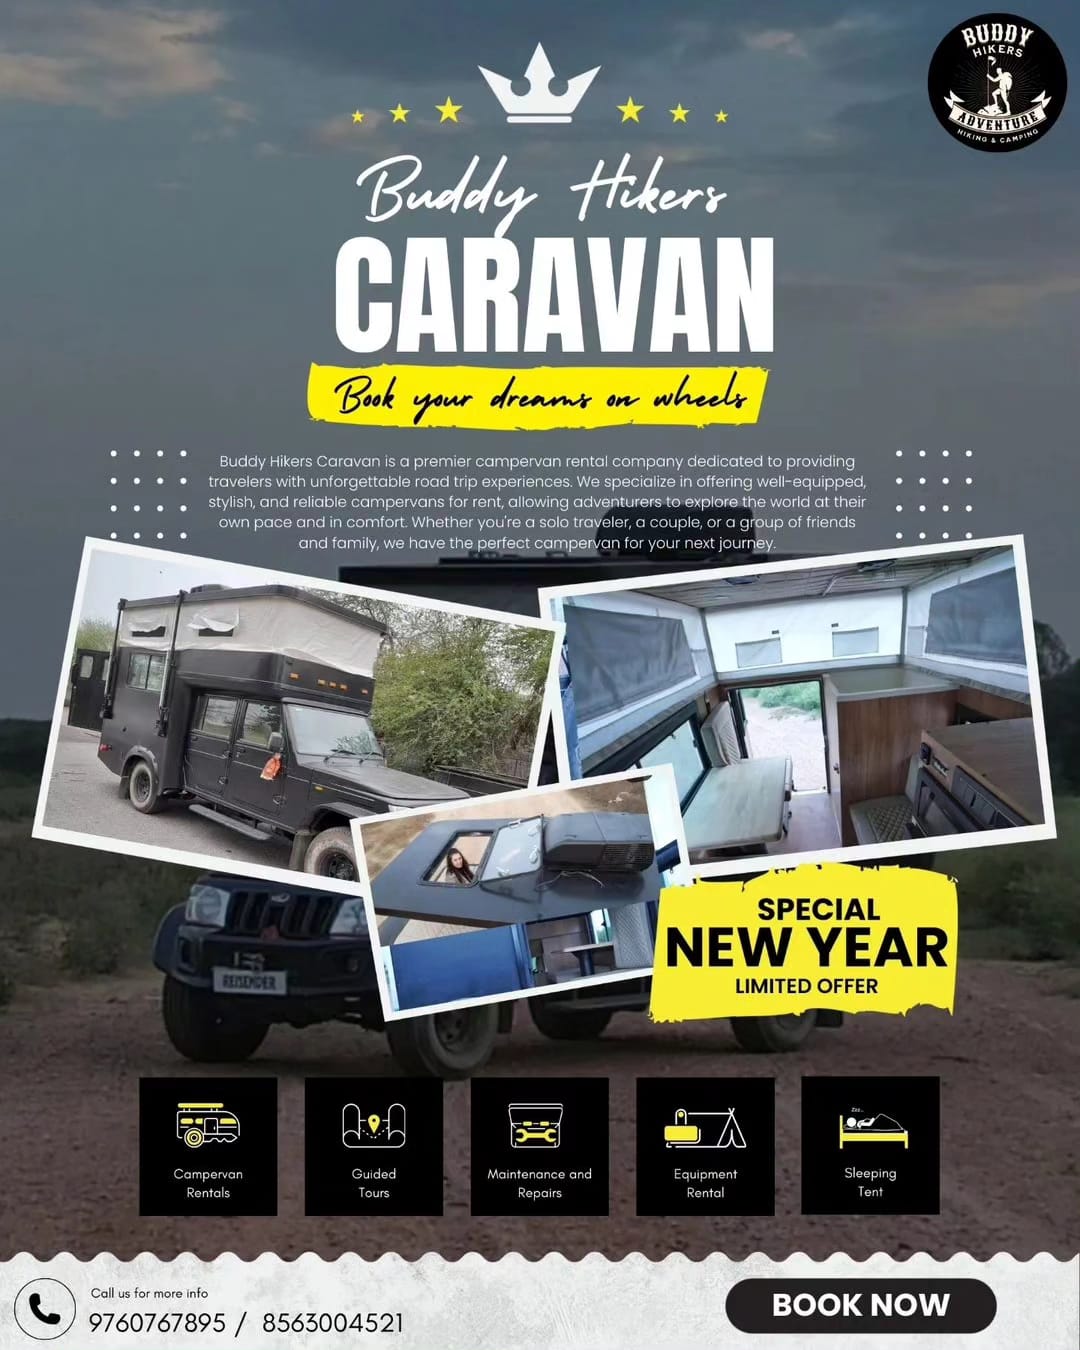 BUDDY
HIKERS
ADVENTURE
HIKING & CAMPING
Buddy Hikers
CARAVAN
Book your dreams on wheels
Buddy Hikers Caravan is a premier campervan rental company dedicated to providing
travelers with unforgettable road trip experiences. We specialize in offering well-equipped,
stylish, and reliable campervans for rent, allowing adventurers to explore the world at their
own pace and in comfort. Whether you're a solo traveler, a couple, or a group of friends
and family, we have the perfect campervan for your next journey.
SPECIAL
NEW YEAR
LIMITED OFFER
REISENDER
Campervan
Rentals
Guided
Tours
Maintenance and
Repairs
Equipment
Rental
Zzz...
Sleeping
Tent
Call us for more info
9760767895 / 8563004521
BOOK NOW